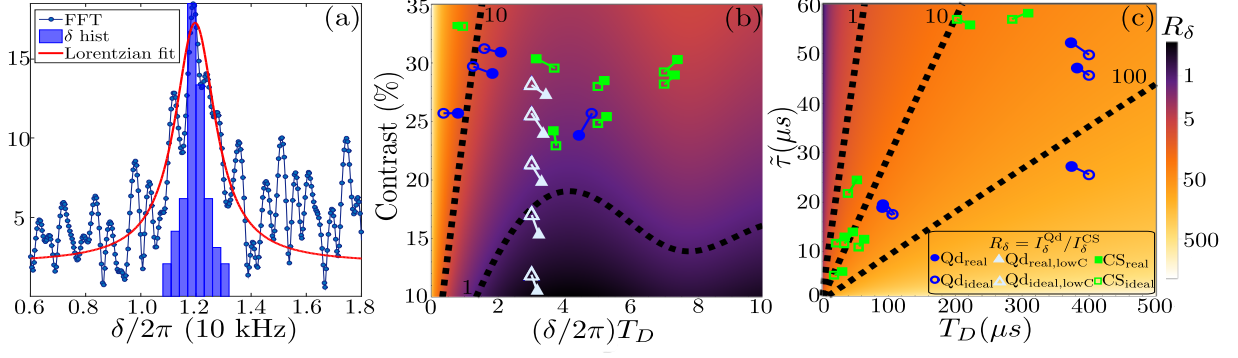 (a)
FFT
δ hist
Lorentzian fit
15
10
5
0.6 0.8 1.0 1.2 1.4 1.6 1.8
δ/2π (10 kHz)
(b)
10
1
Contrast (%)
35
30
25
20
15
10
0 2 4 6 8 10
(δ/2π)T_D
(c)
1
10
100
τ̃(μs)
60
50
40
30
20
10
0
0 100 200 300 400 500
T_D(μs)
R_δ = I_δ^Qd/I_δ^CS
Qd_real Qd_real,lowC CS_real
Qd_ideal Qd_ideal,lowC CS_ideal
R_δ
1
5
50
500